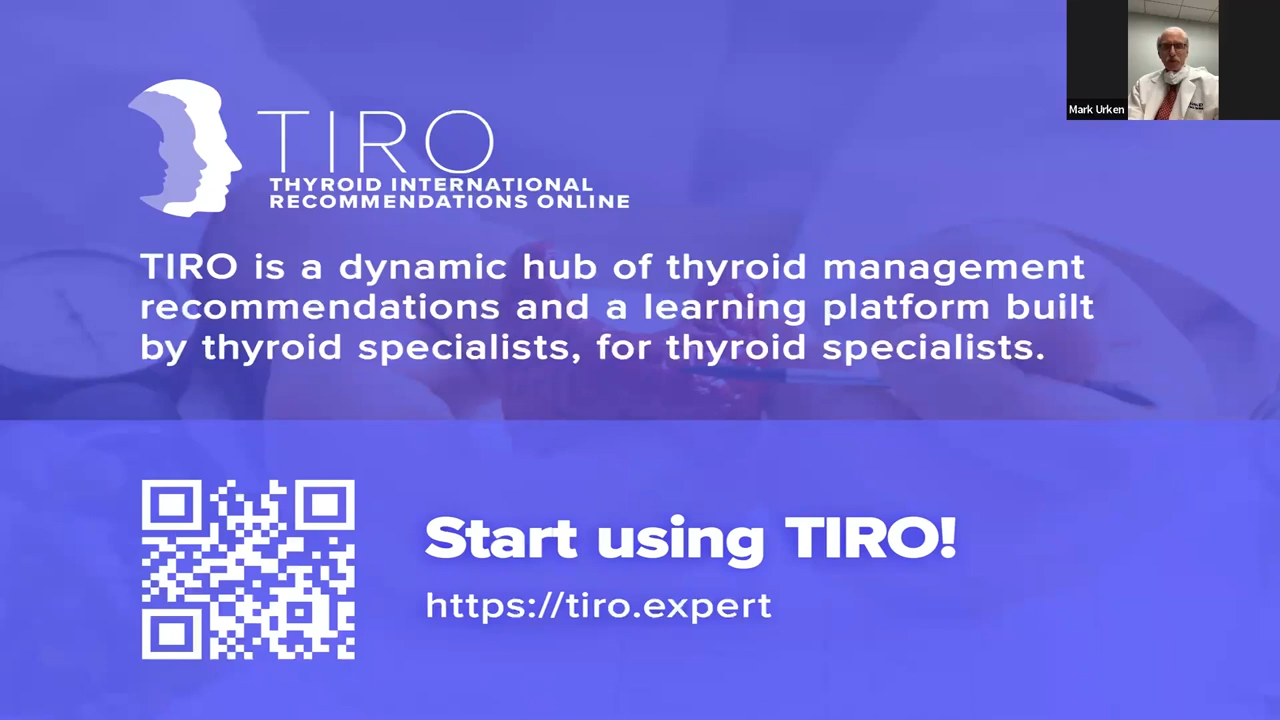 TIRO
THYROID INTERNATIONAL
RECOMMENDATIONS ONLINE
Mark Urken
TIRO is a dynamic hub of thyroid management
recommendations and a learning platform built
by thyroid specialists, for thyroid specialists.
Start using TIRO!
https://tiro.expert